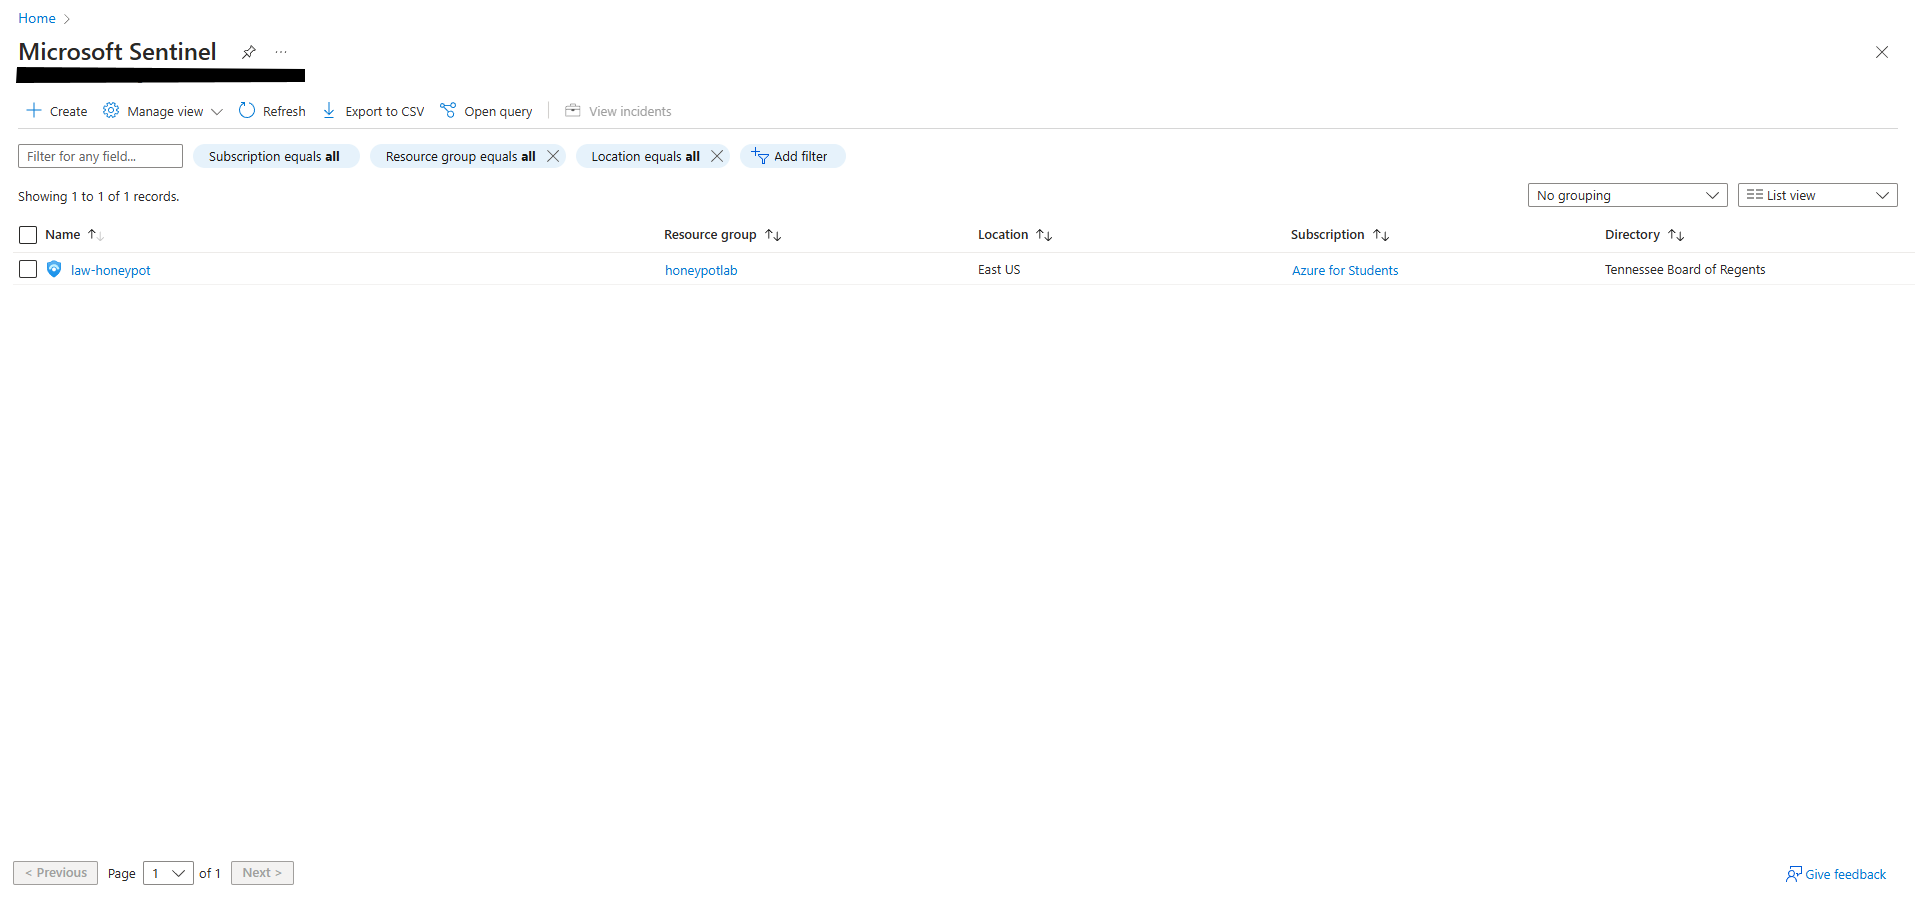 Home
Microsoft Sentinel
Create Manage view Refresh Export to CSV Open query View incidents
Filter for any field... Subscription equals all Resource group equals all Location equals all Add filter
Showing 1 to 1 of 1 records. No grouping List view
Name Resource group Location Subscription Directory
law-honeypot honeypotlab East US Azure for Students Tennessee Board of Regents
< Previous Page 1 of 1 Next > Give feedback